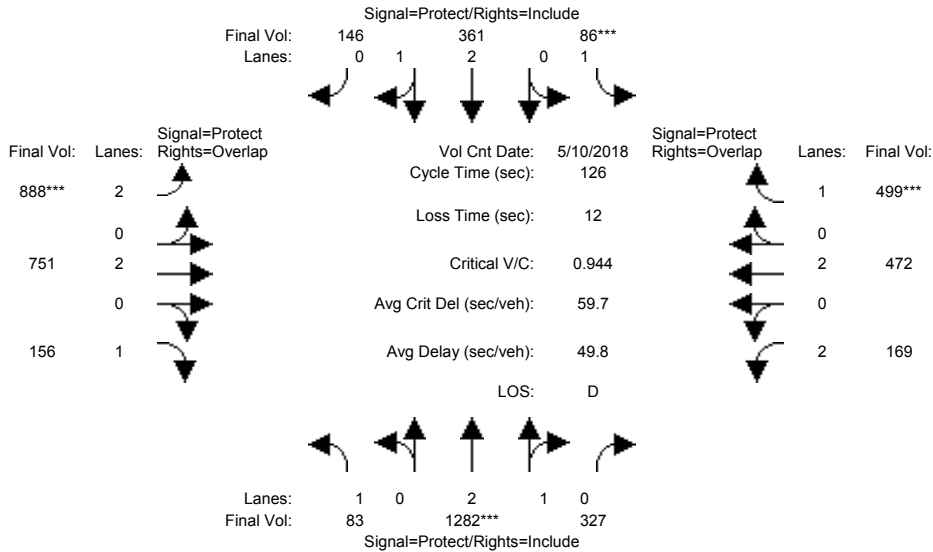 Signal=Protect/Rights=Include
Final Vol: 146 361 86***
Lanes: 0 1 2 0 1
Signal=Protect
Final Vol: Lanes: Rights=Overlap
Vol Cnt Date: 5/10/2018
Signal=Protect
Rights=Overlap Lanes: Final Vol:
Cycle Time (sec): 126
888*** 2
1 499***
Loss Time (sec): 12
0
0
751 2
Critical V/C: 0.944
2 472
0
Avg Crit Del (sec/veh): 59.7
0
156 1
Avg Delay (sec/veh): 49.8
2 169
LOS: D
Lanes: 1 0 2 1 0
Final Vol: 83 1282*** 327
Signal=Protect/Rights=Include